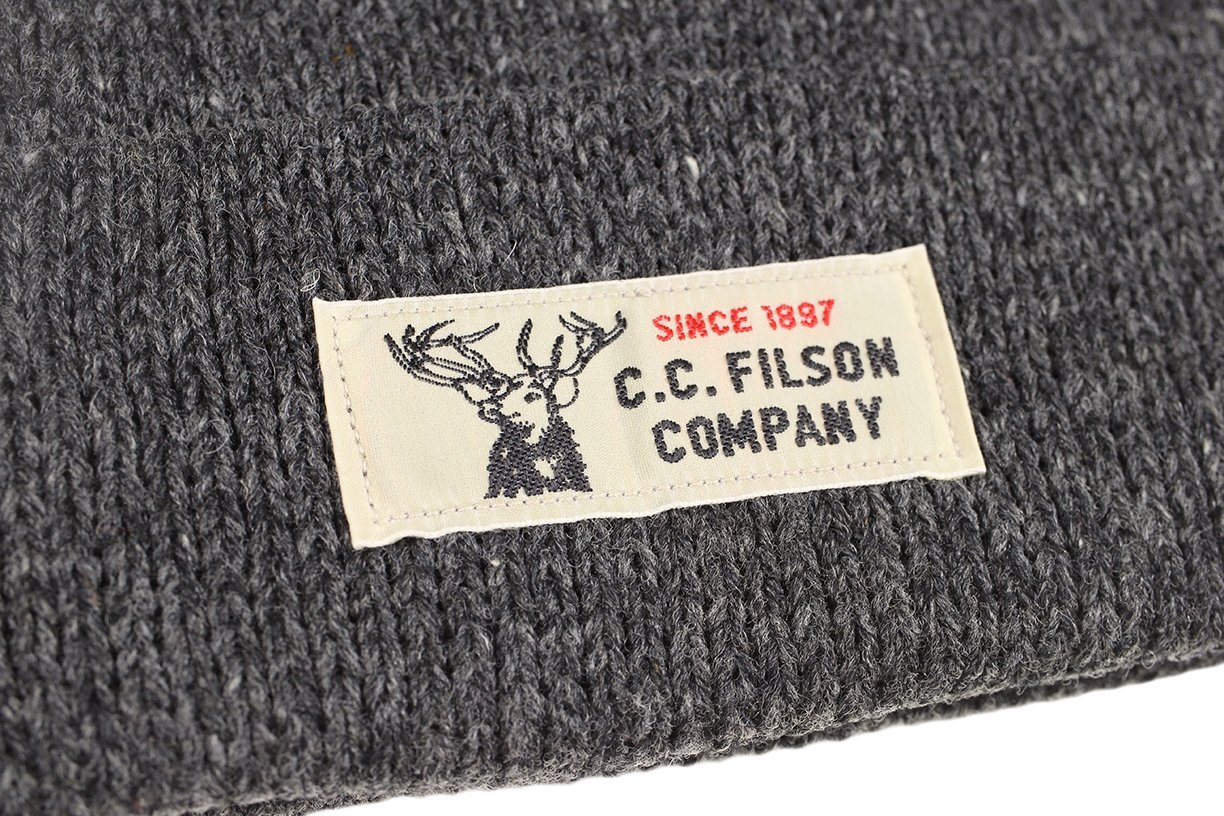 SINCE 1897
C.C. FILSON
COMPANY